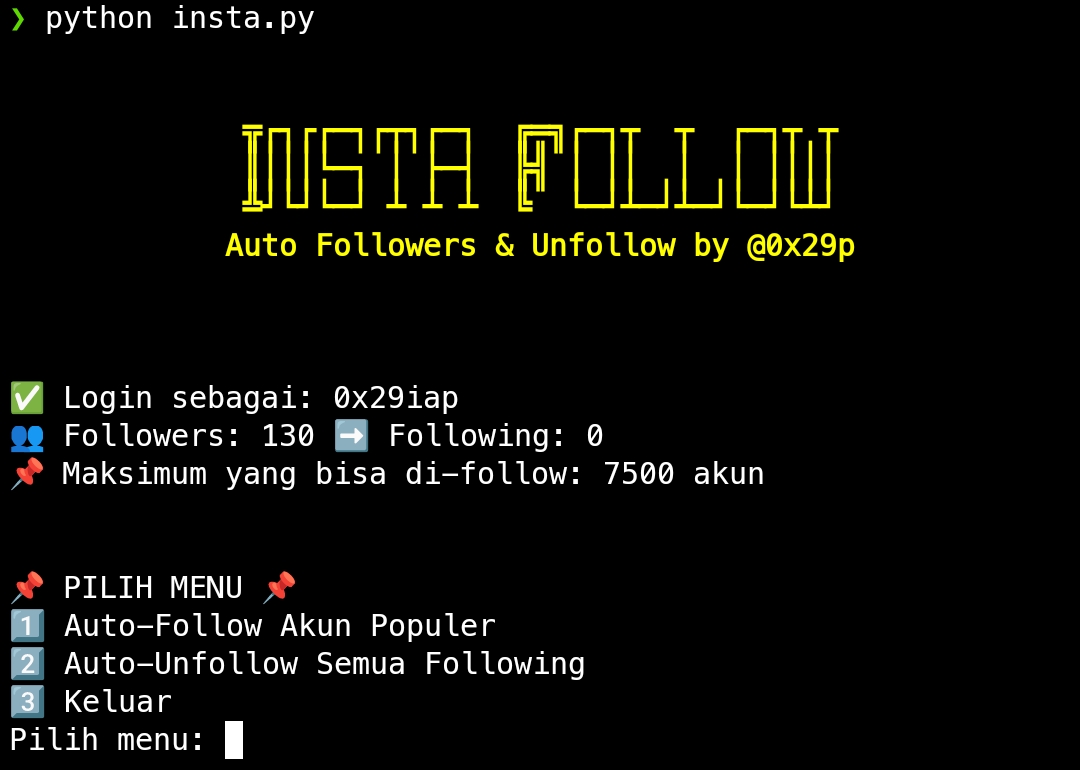 ❯ python insta.py
INSTA FOLLOW
Auto Followers & Unfollow by @0x29p
✅ Login sebagai: 0x29iap
👥 Followers: 130 ➡️ Following: 0
📌 Maksimum yang bisa di-follow: 7500 akun
📌 PILIH MENU 📌
1️⃣ Auto-Follow Akun Populer
2️⃣ Auto-Unfollow Semua Following
3️⃣ Keluar
Pilih menu: